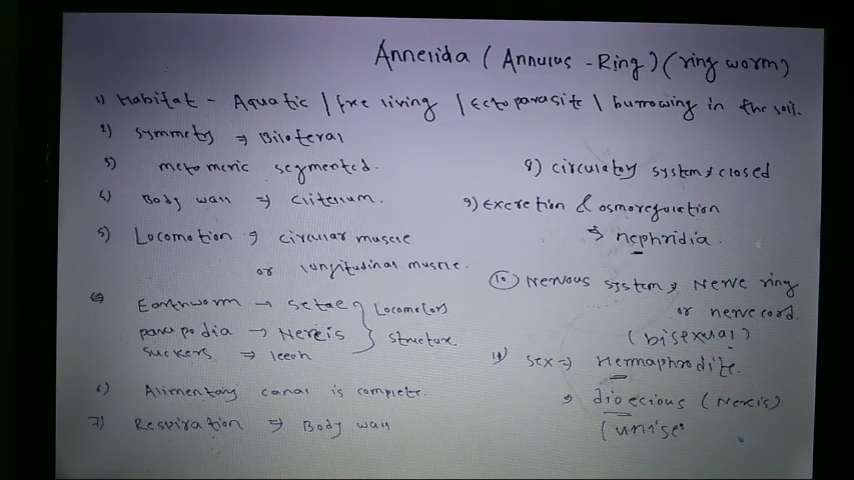 Annelida (Annulus - Ring) (ring worm)
1) Habitat - Aquatic / free living / Ectoparasite / burrowing in the soil.
2) Symmetry ⇒ Bilateral
3) metameric segmented.
4) Body wall ⇒ clitellum.
5) Locomotion ⇒ circular muscle
or longitudinal muscle.
Earthworm → setae
parapodia → Nereis } Locomotory structure.
suckers ⇒ leech
6) Alimentary canal is complete.
7) Respiration ⇒ Body wall
8) circulatory system ⇒ closed
9) Excretion & osmoregulation
⇒ nephridia.
10 Nervous system ⇒ Nerve ring
or nerve cord.
(bisexual)
11) sex ⇒ Hermaphrodite.
⇒ dioecious (Nereis)
(unise